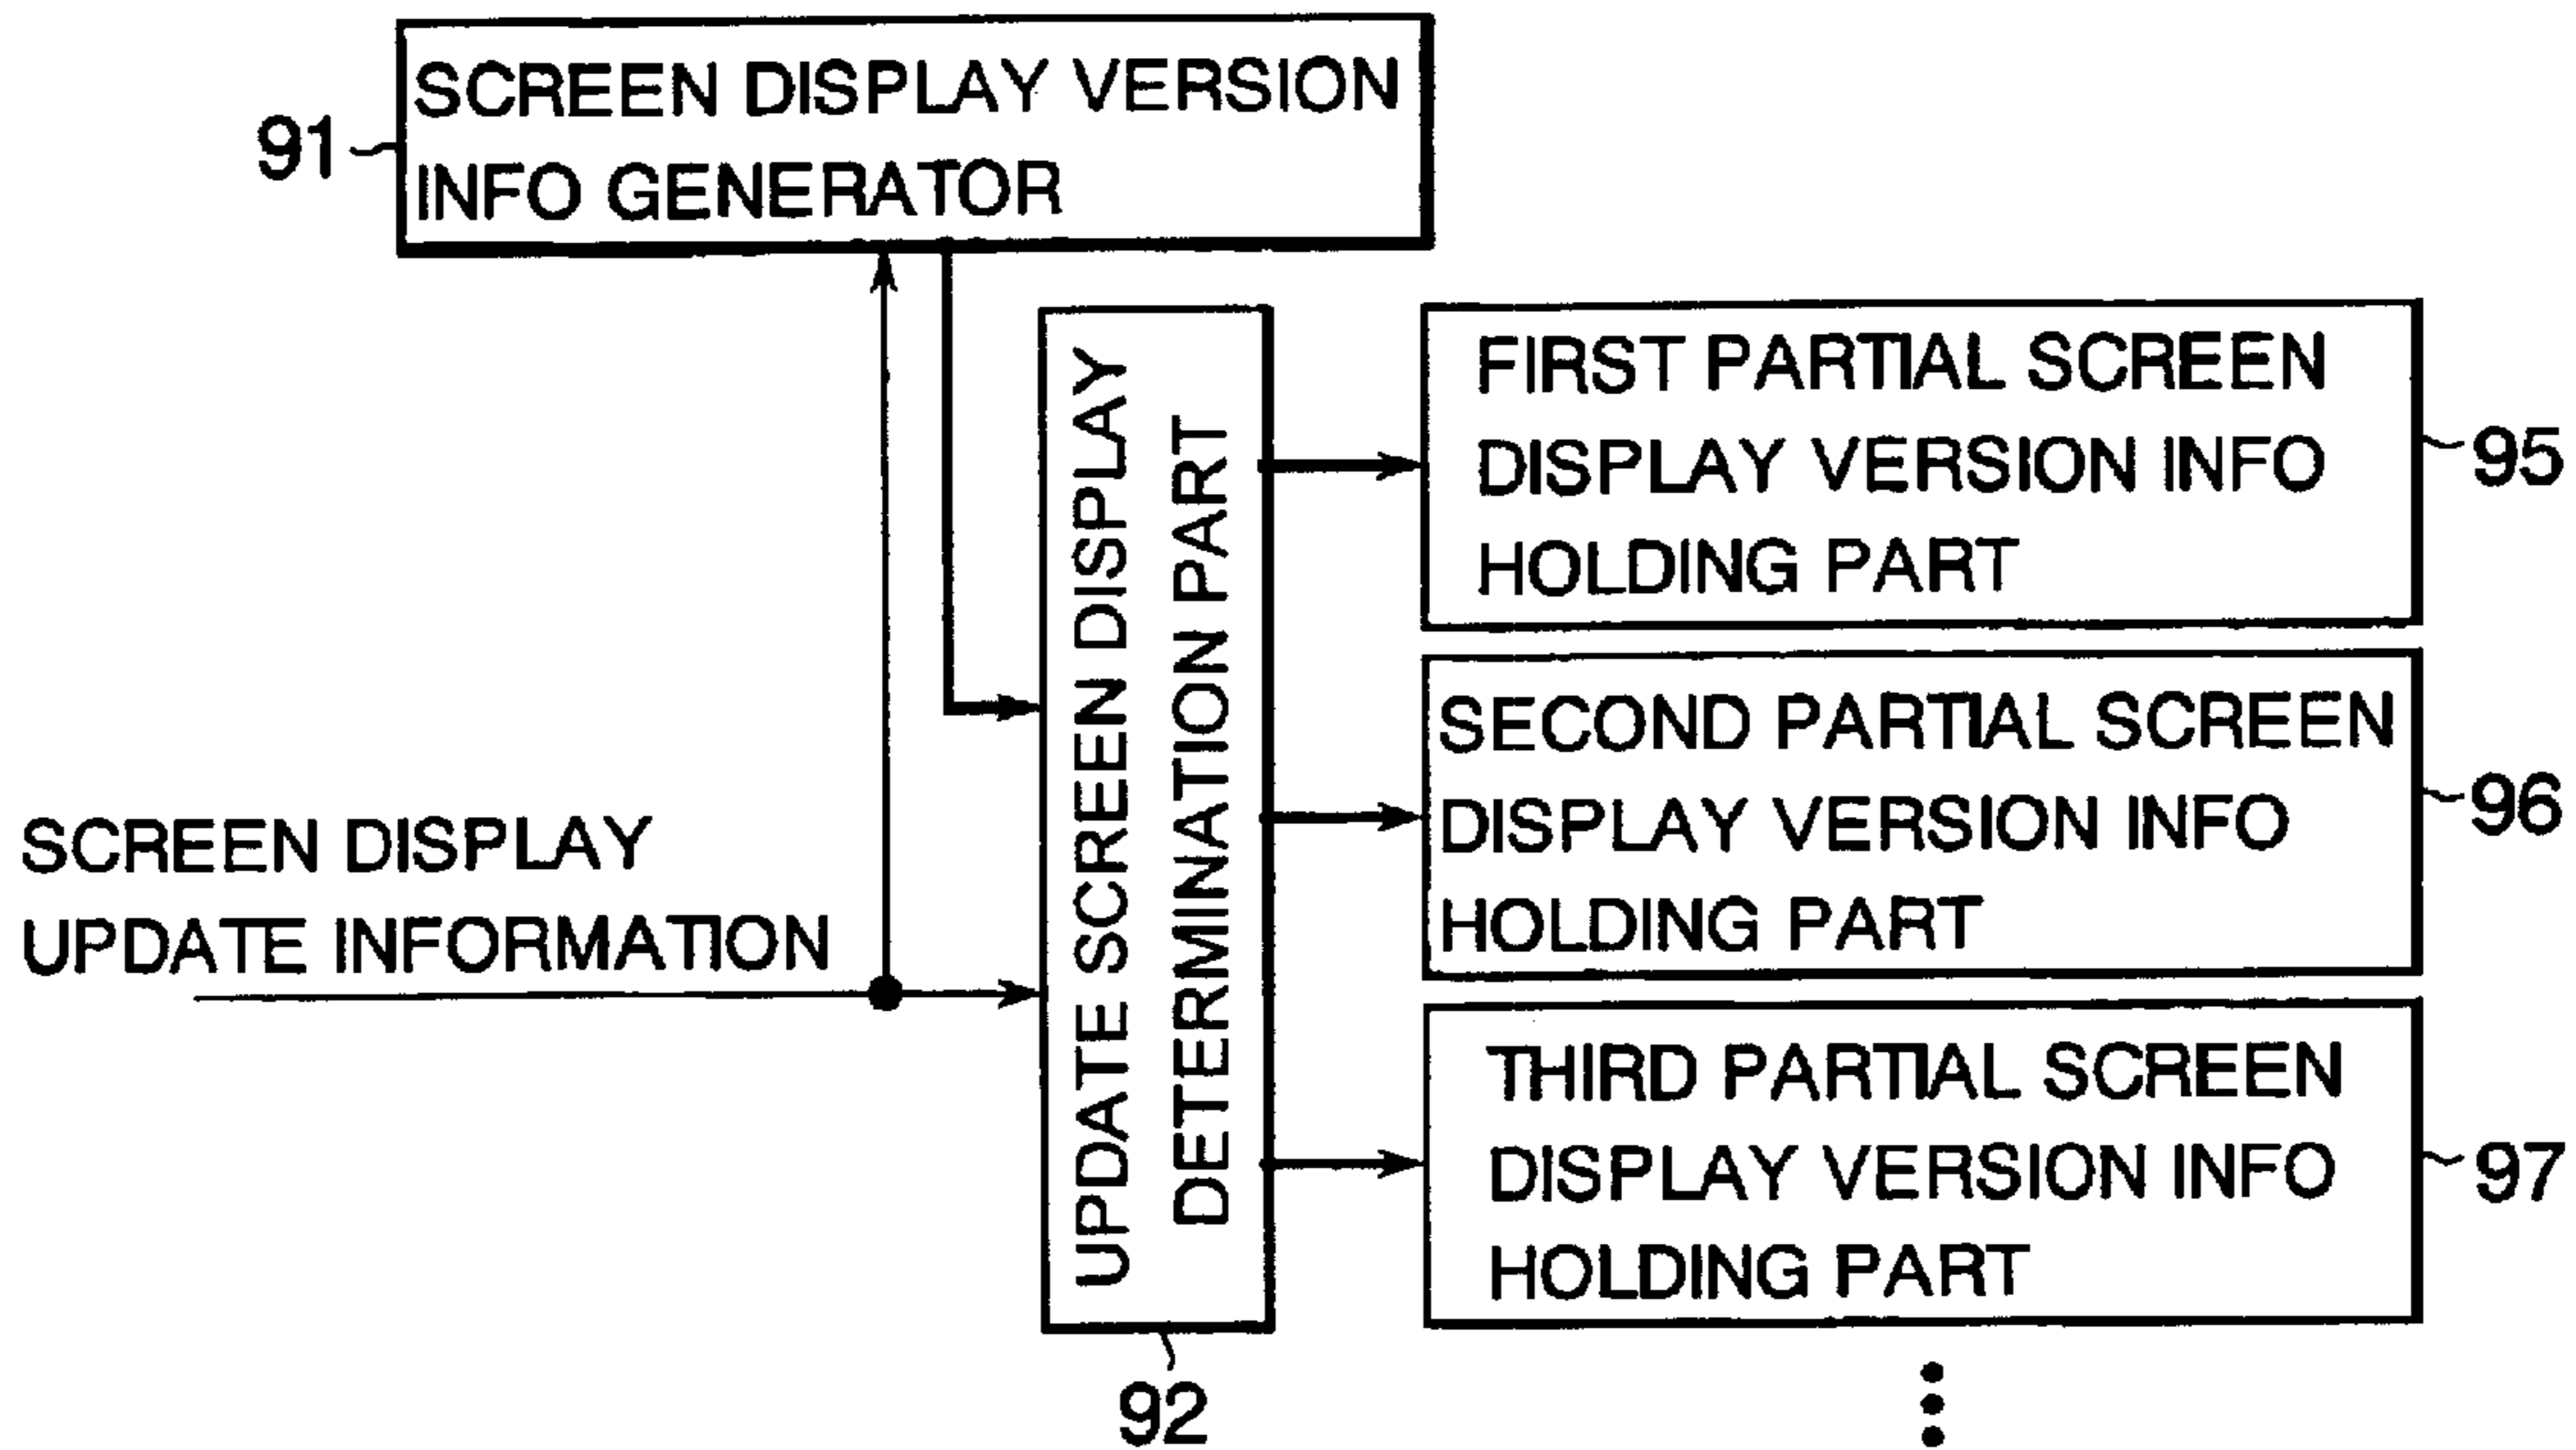 SCREEN DISPLAY VERSION
INFO GENERATOR
91
FIRST PARTIAL SCREEN
DISPLAY VERSION INFO
HOLDING PART
95
UPDATE SCREEN DISPLAY
DETERMINATION PART
92
SECOND PARTIAL SCREEN
DISPLAY VERSION INFO
HOLDING PART
96
SCREEN DISPLAY
UPDATE INFORMATION
THIRD PARTIAL SCREEN
DISPLAY VERSION INFO
HOLDING PART
97